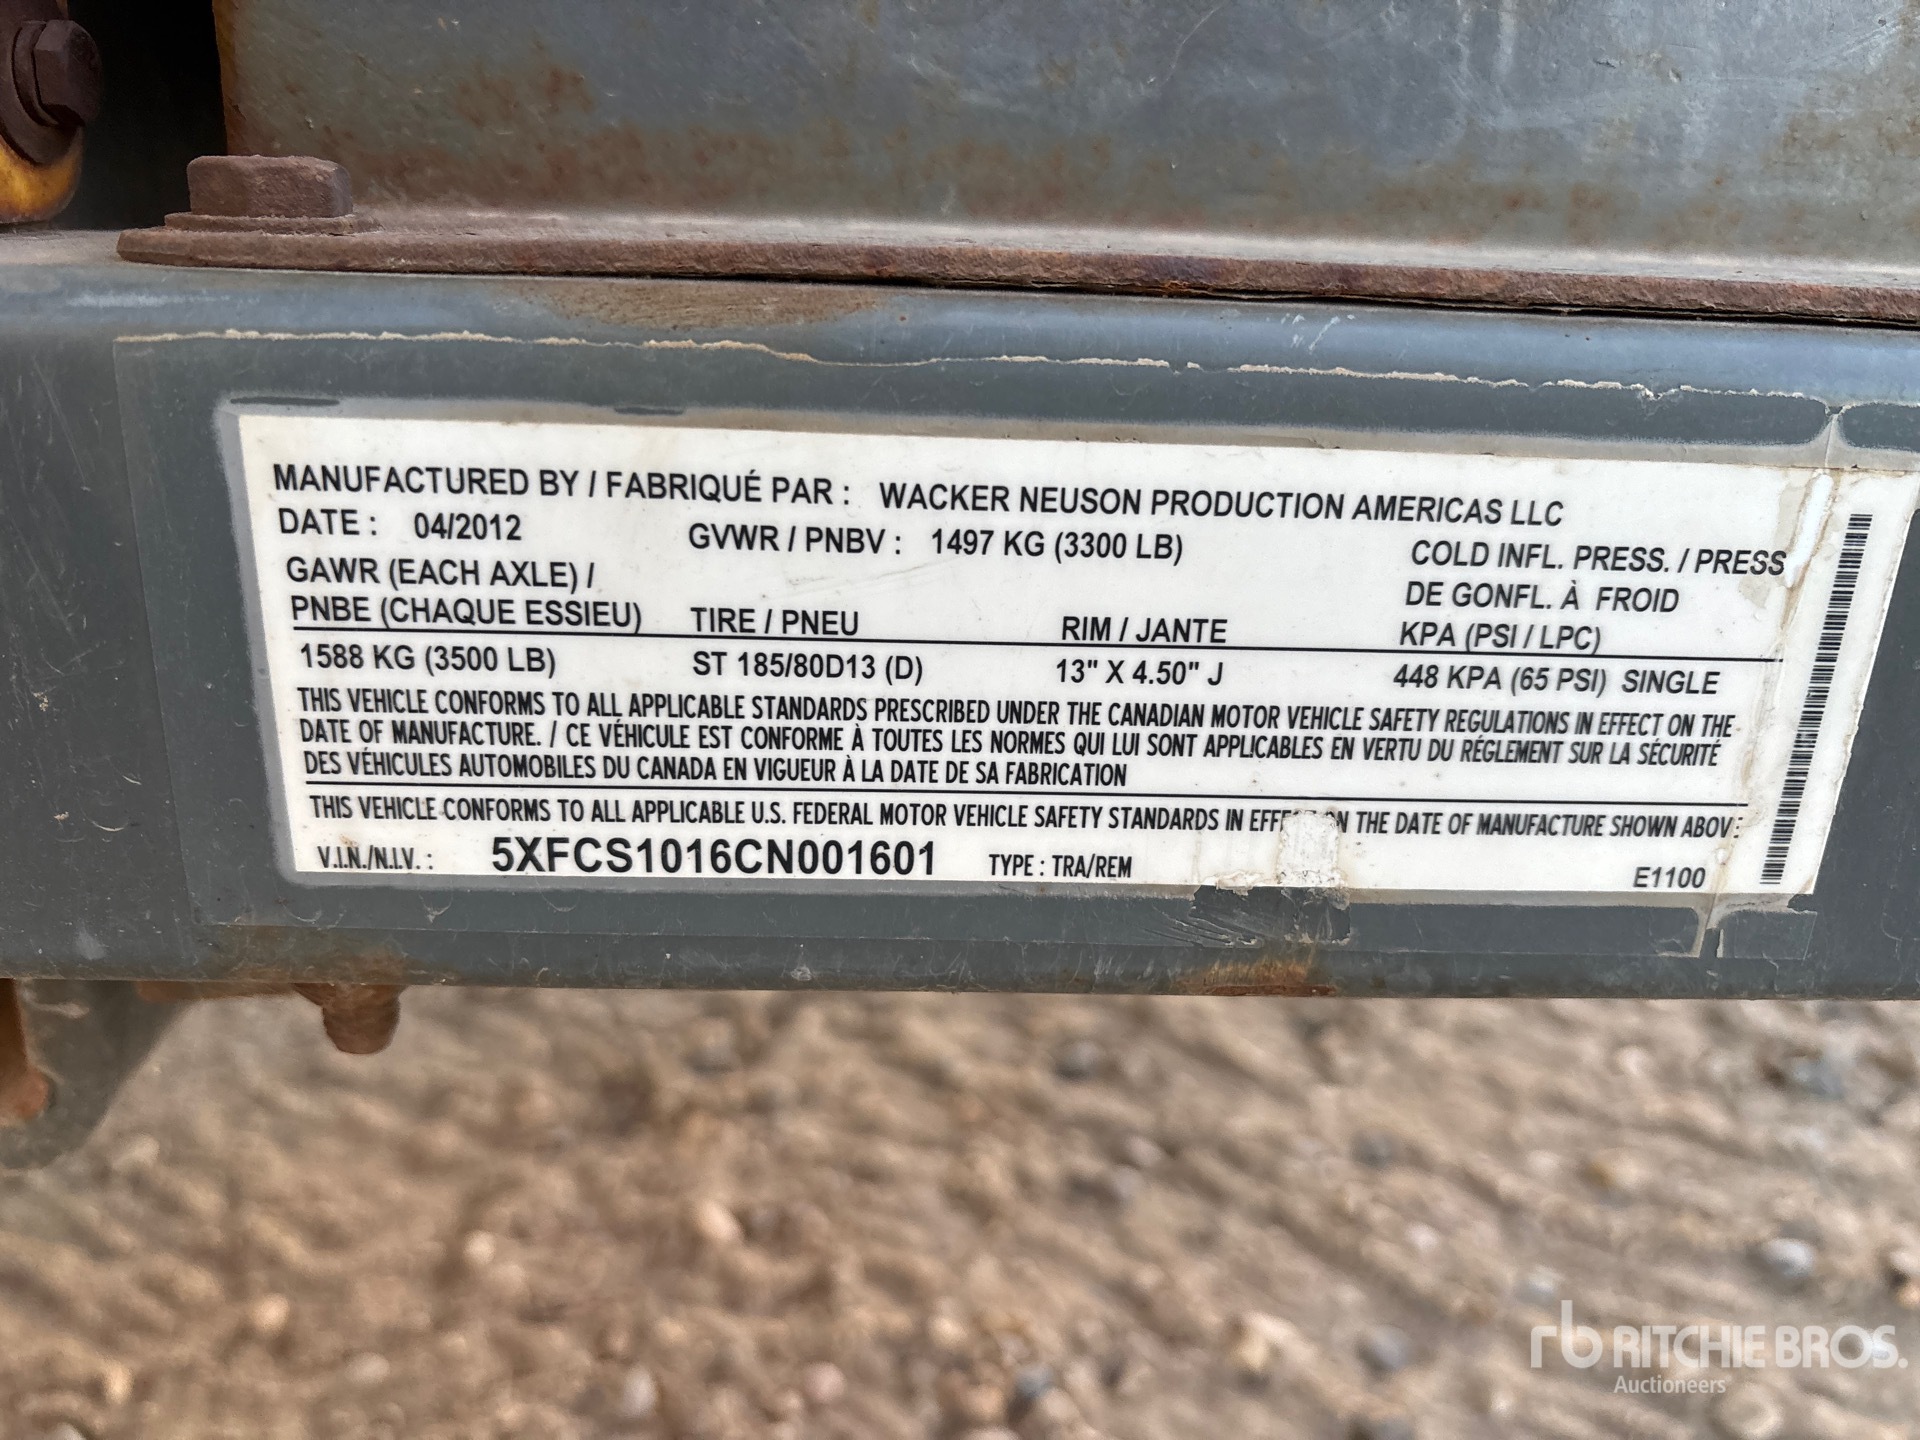 MANUFACTURED BY / FABRIQUÉ PAR : WACKER NEUSON PRODUCTION AMERICAS LLC
DATE : 04/2012 GVWR / PNBV : 1497 KG (3300 LB) COLD INFL. PRESS. / PRESS
GAWR (EACH AXLE) / DE GONFL. À FROID
PNBE (CHAQUE ESSIEU) TIRE / PNEU RIM / JANTE KPA (PSI / LPC)
1588 KG (3500 LB) ST 185/80D13 (D) 13" X 4.50" J 448 KPA (65 PSI) SINGLE
THIS VEHICLE CONFORMS TO ALL APPLICABLE STANDARDS PRESCRIBED UNDER THE CANADIAN MOTOR VEHICLE SAFETY REGULATIONS IN EFFECT ON THE
DATE OF MANUFACTURE. / CE VÉHICULE EST CONFORME À TOUTES LES NORMES QUI LUI SONT APPLICABLES EN VERTU DU RÉGLEMENT SUR LA SÉCURITÉ
DES VÉHICULES AUTOMOBILES DU CANADA EN VIGUEUR À LA DATE DE SA FABRICATION
THIS VEHICLE CONFORMS TO ALL APPLICABLE U.S. FEDERAL MOTOR VEHICLE SAFETY STANDARDS IN THE DATE OF MANUFACTURE SHOWN
V.I.N./N.I.V. : 5XFCS1016CN001601 TYPE : TRA/REM E1100
rb RITCHIE BROS.
Auctioneers